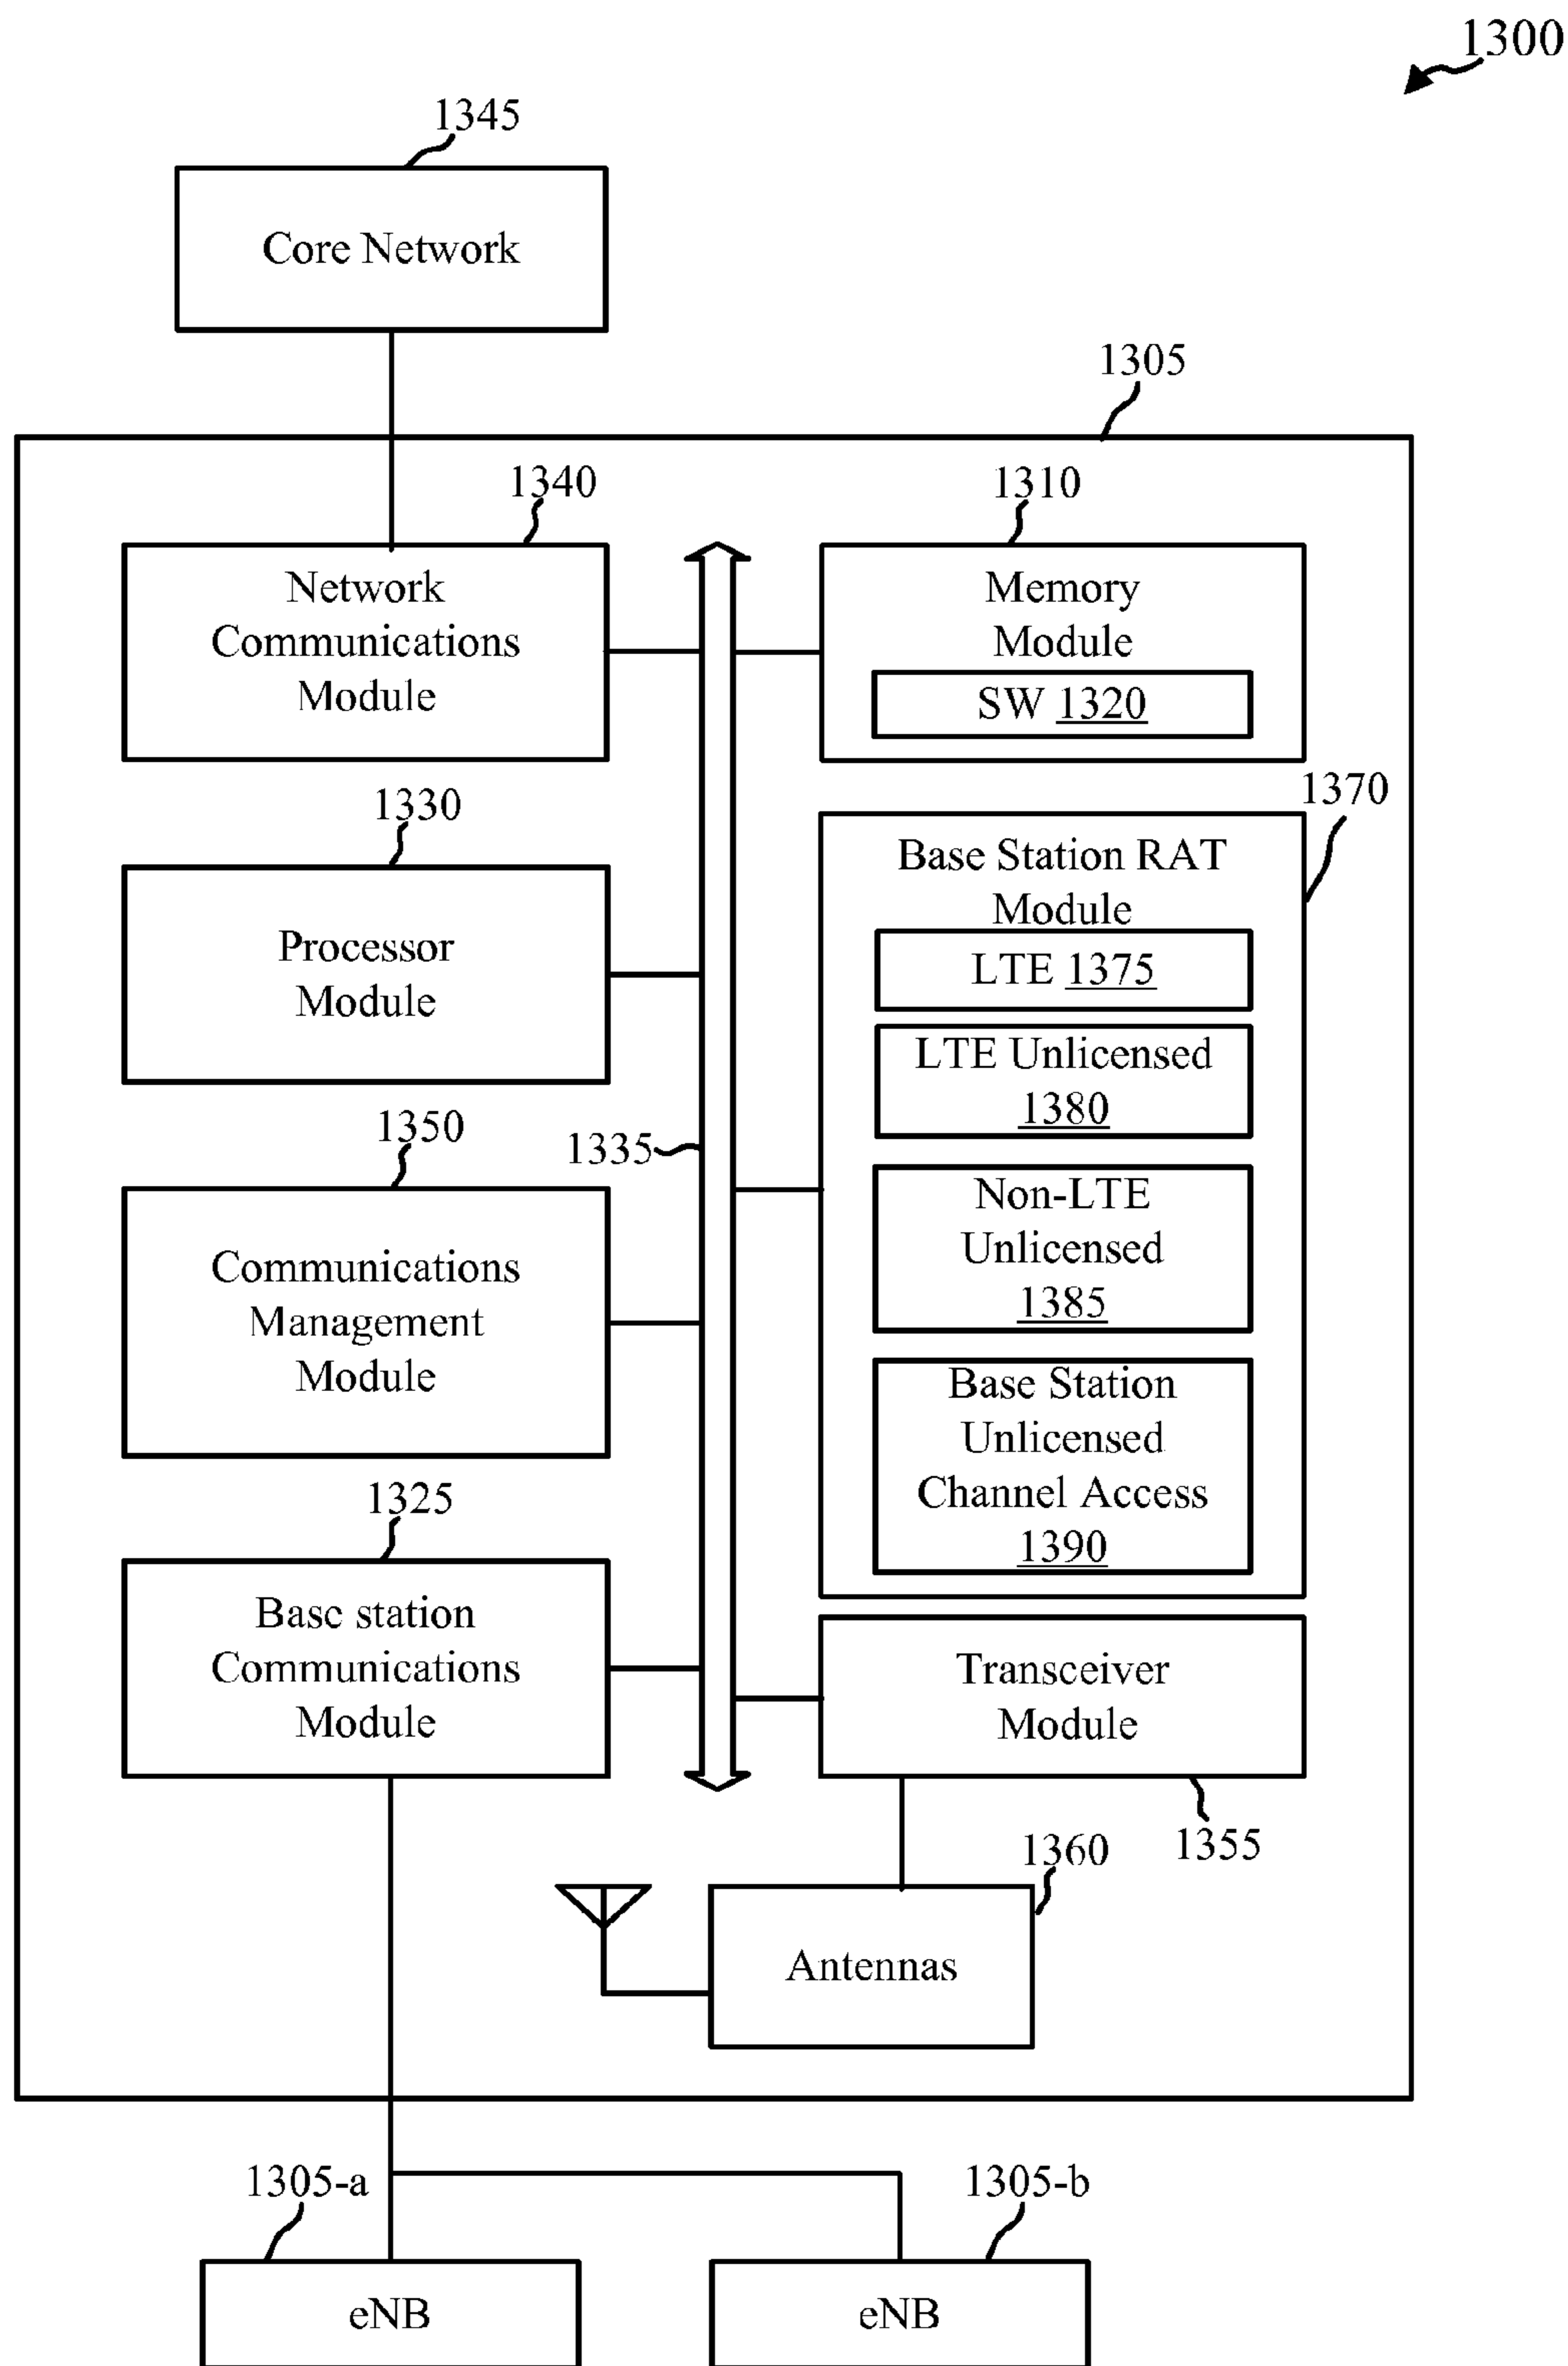 1300
1345
Core Network
1305
1340
Network
Communications
Module
1310
Memory
Module
SW 1320
1330
Processor
Module
1370
Base Station RAT
Module
LTE 1375
LTE Unlicensed
1380
Non-LTE
Unlicensed
1385
Base Station
Unlicensed
Channel Access
1390
1335
1350
Communications
Management
Module
1325
Base station
Communications
Module
Transceiver
Module
1355
1360
Antennas
1305-a
eNB
1305-b
eNB